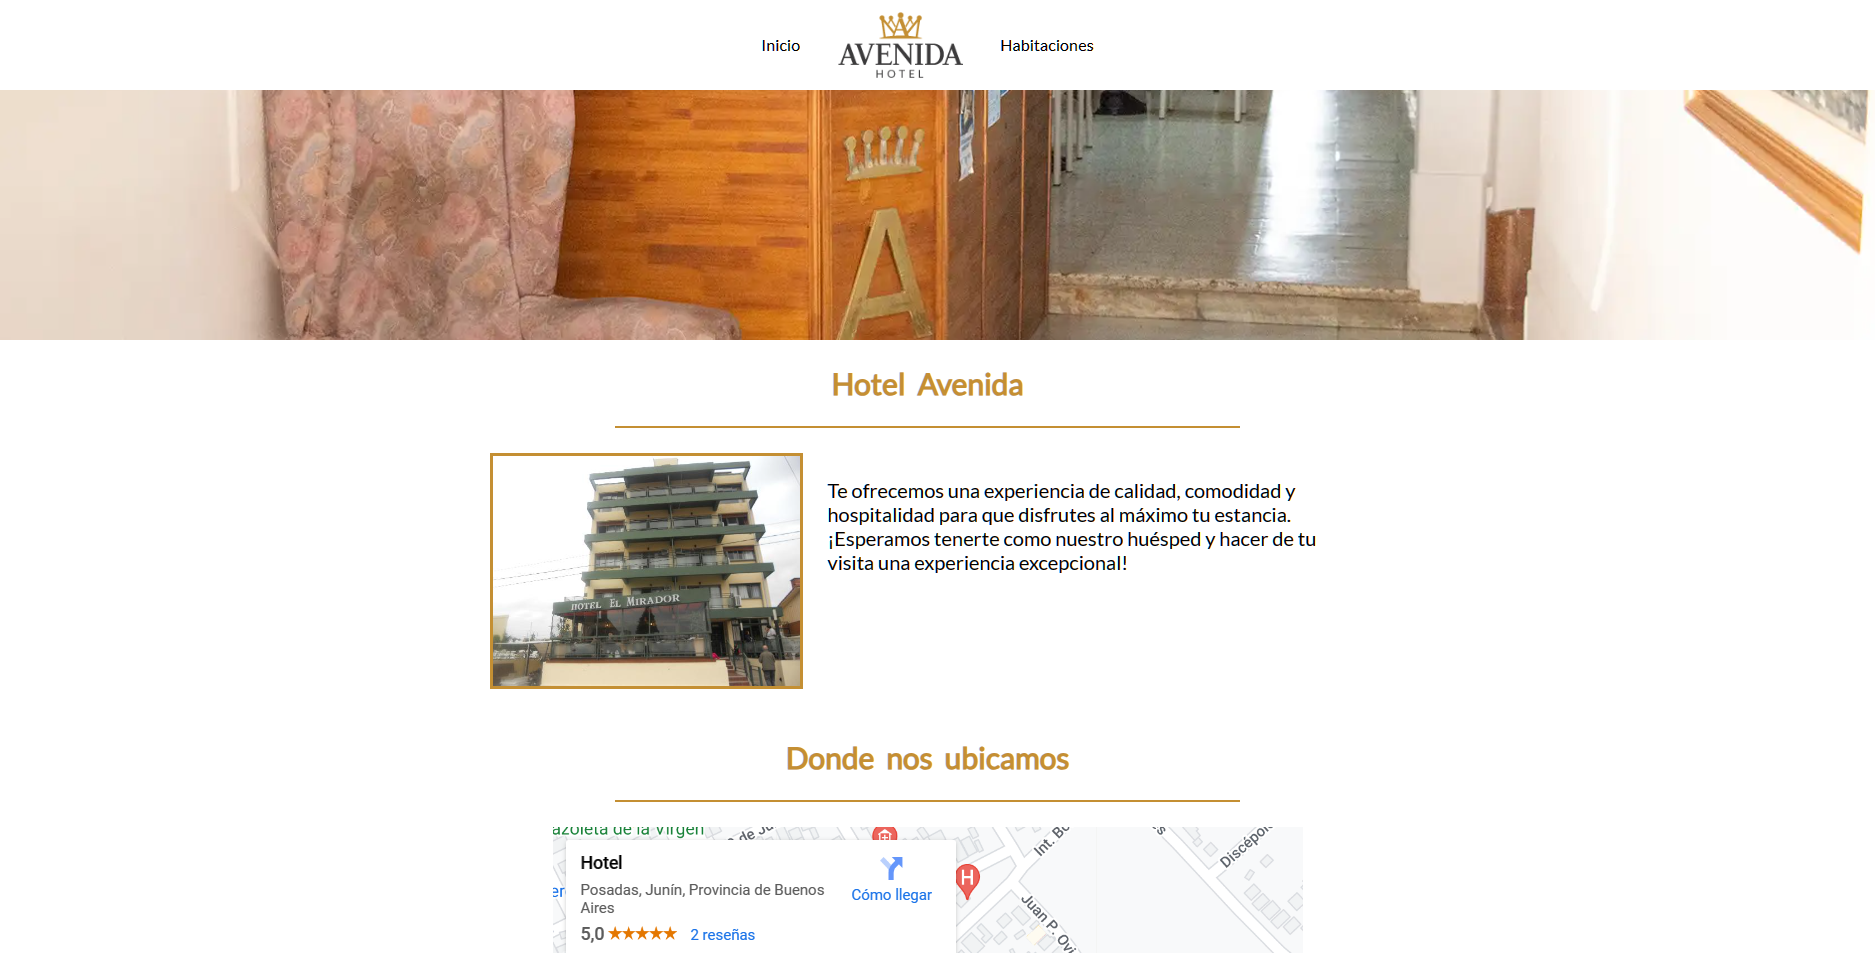 Inicio
AVENIDA
HOTEL
Habitaciones
A
Hotel Avenida
HOTEL EL MIRADOR
Te ofrecemos una experiencia de calidad, comodidad y
hospitalidad para que disfrutes al máximo tu estancia.
¡Esperamos tenerte como nuestro huésped y hacer de tu
visita una experiencia excepcional!
Donde nos ubicamos
azoleta de la Virgen
de Ju
Int. Bo
Discépol
Hotel
Posadas, Junín, Provincia de Buenos
Aires
Cómo llegar
H
5,0 ★★★★★ 2 reseñas
Juan P. Ovi